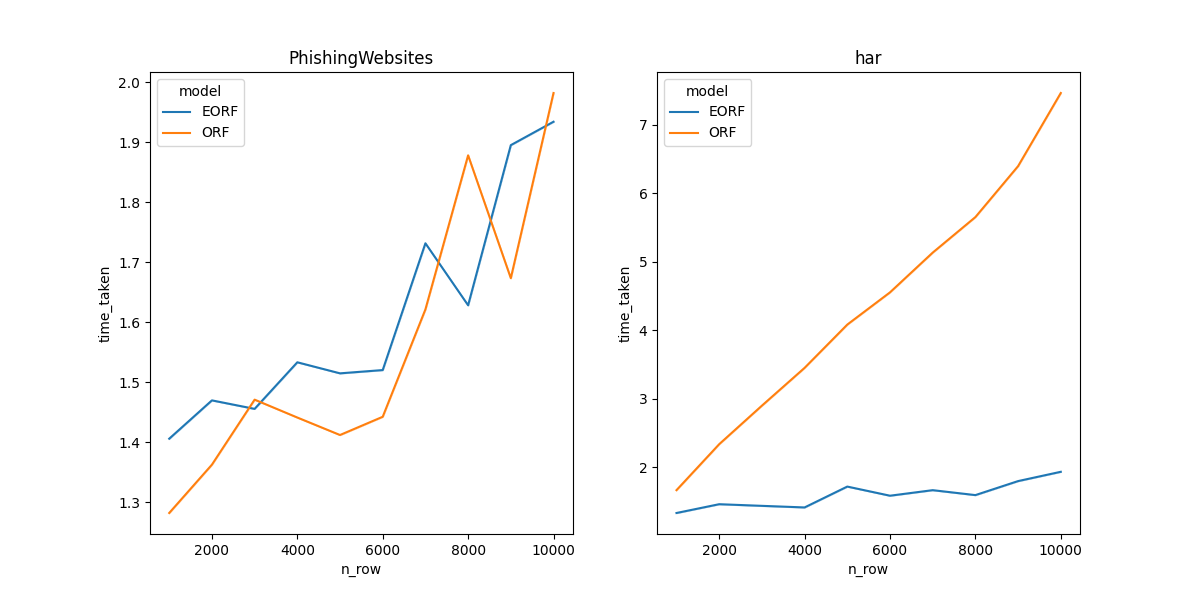 PhishingWebsites
model
EORF
ORF
2.0
1.9
1.8
1.7
1.6
1.5
1.4
1.3
time_taken
2000 4000 6000 8000 10000
n_row
har
model
EORF
ORF
7
6
5
4
3
2
time_taken
2000 4000 6000 8000 10000
n_row